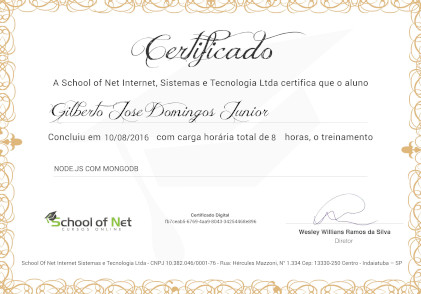 Certificado
A School of Net Internet, Sistemas e Tecnologia Ltda certifica que o aluno
Gilberto Jose Domingos Junior
Concluiu em 10/08/2016 com carga horária total de 8 horas, o treinamento
NODE.JS COM MONGODB
School of Net
CURSOS ONLINE
Certificado Digital
Wesley Willians Ramos da Silva
Diretor
School Of Net Internet Sistemas e Tecnologia Ltda - CNPJ 10.382.046/0001-76 - Rua: Hércules Mazzoni, N° 1.334 Cep: 13330-250 Centro - Indaiatuba – SP